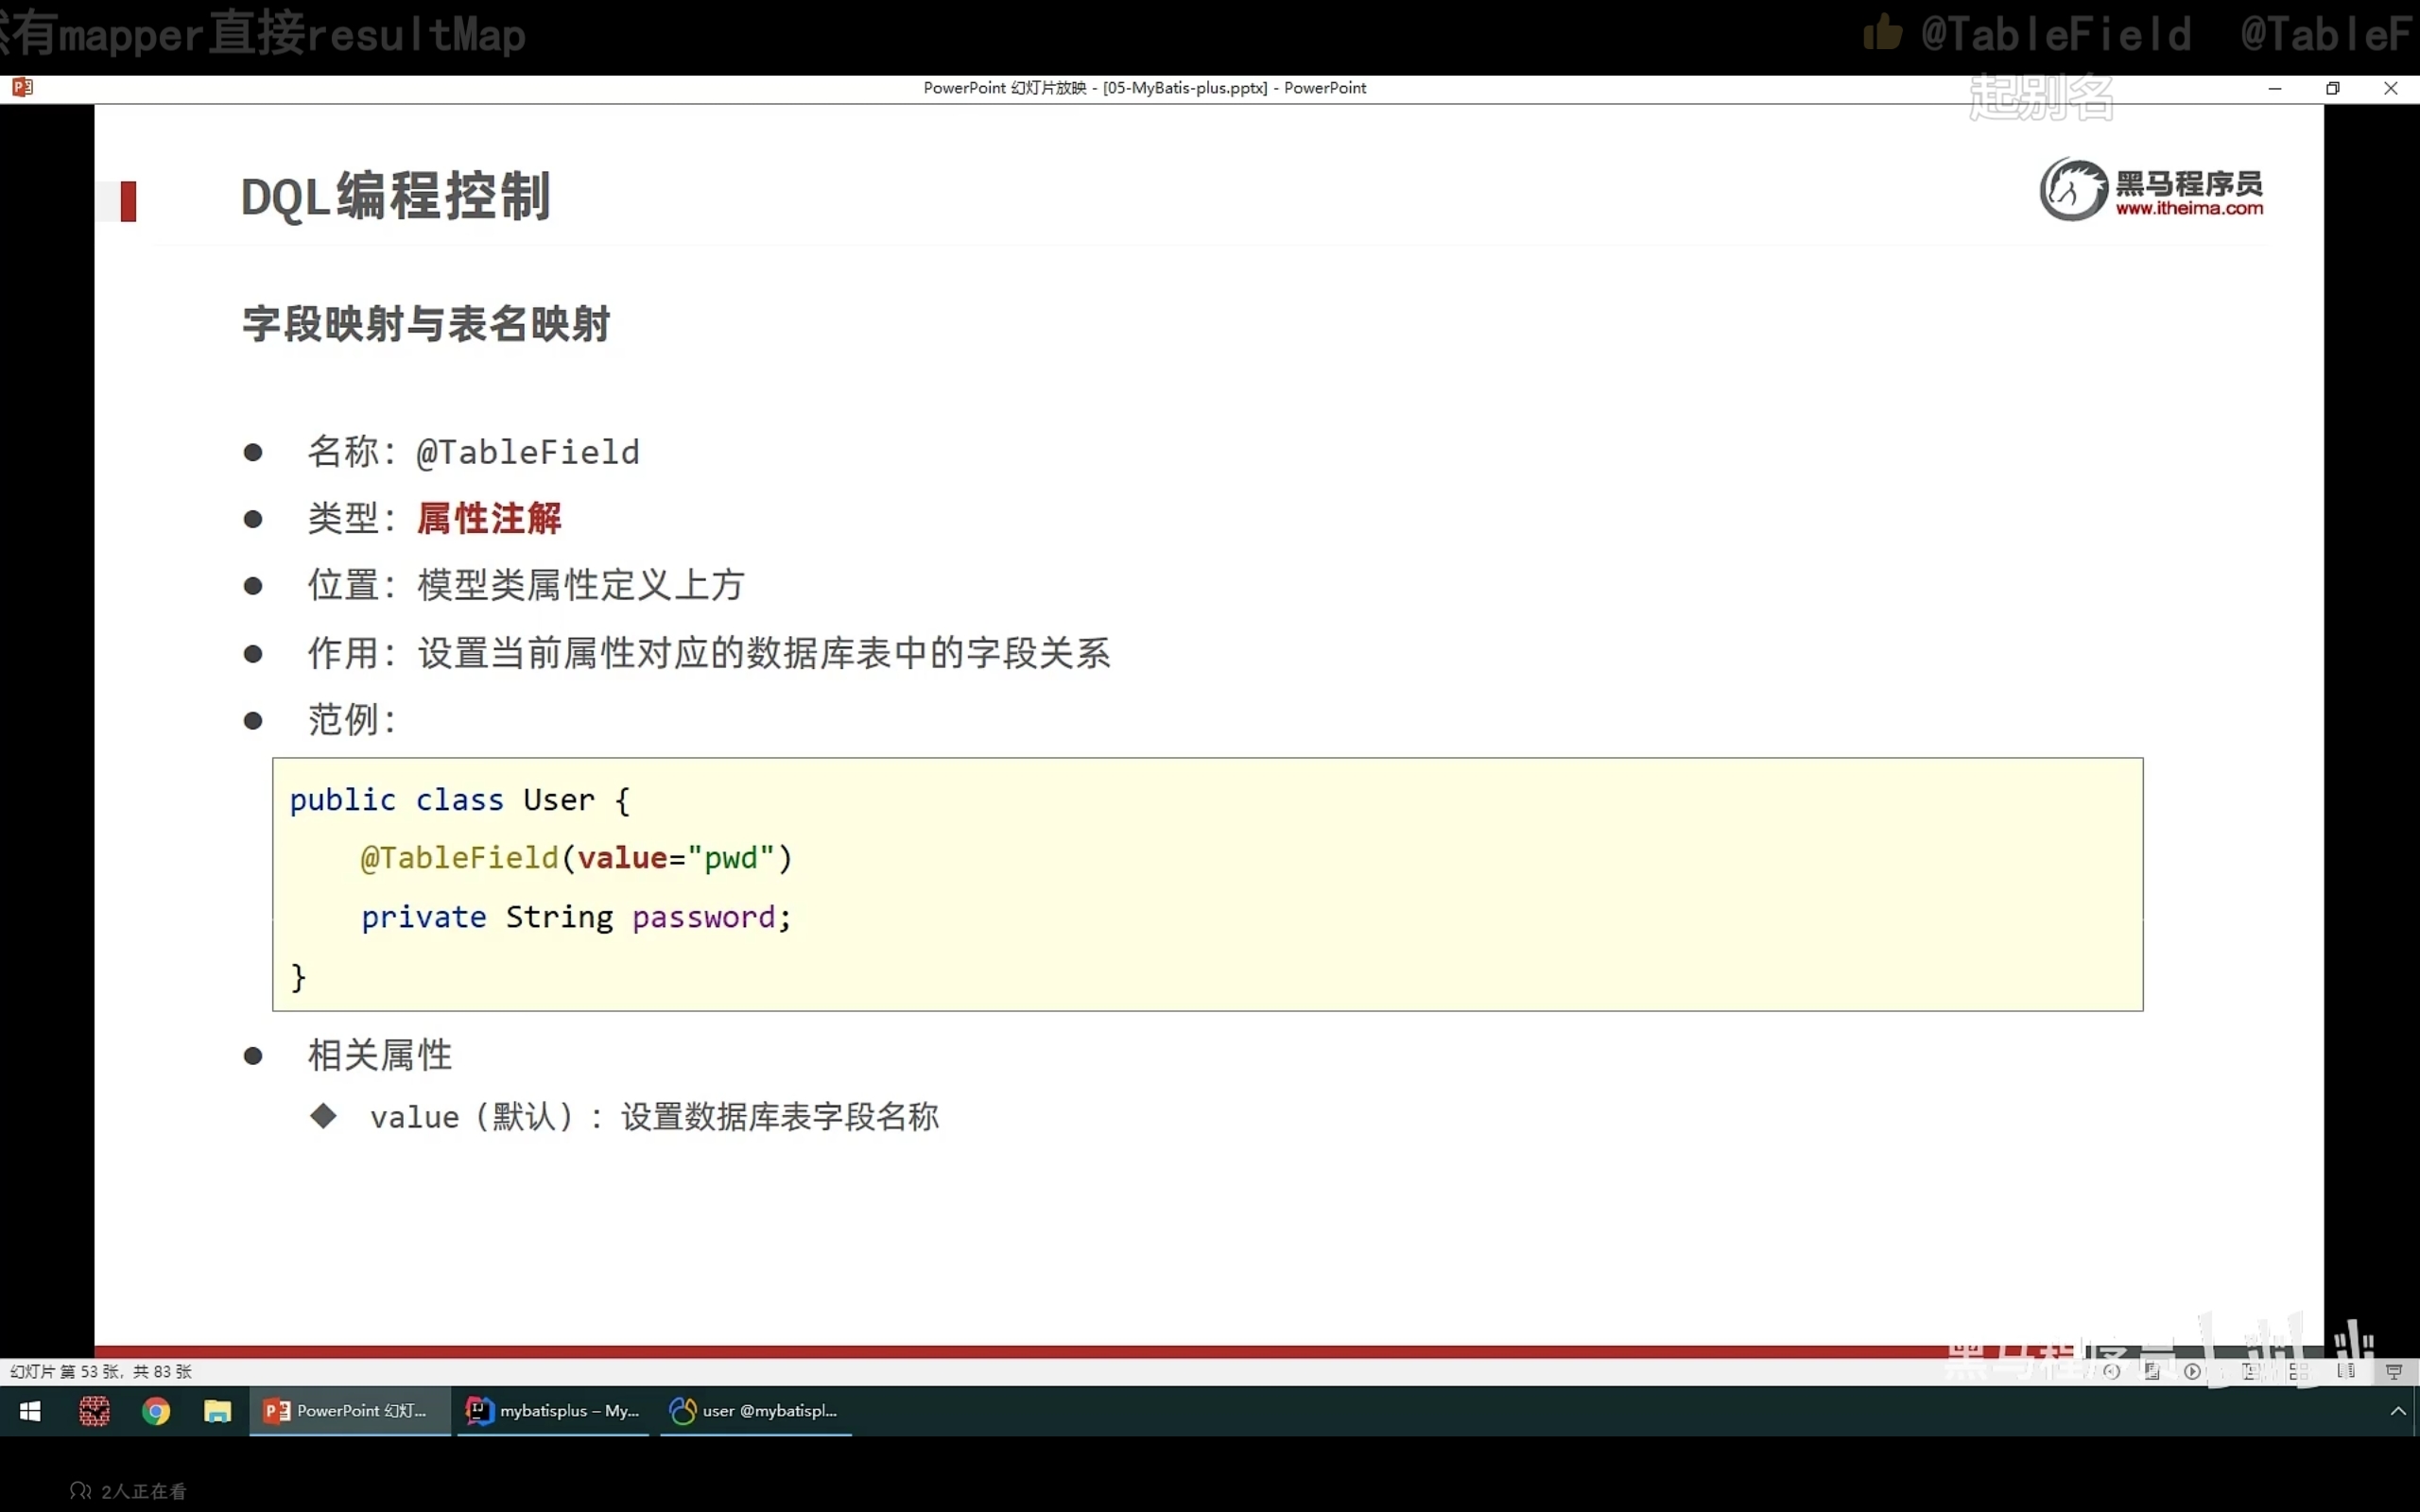 有mapper直接resultMap
@TableField @TableF
PowerPoint 幻灯片放映 - [05-MyBatis-plus.pptx] - PowerPoint
起别名
DQL编程控制
黑马程序员
www.itheima.com
字段映射与表名映射
● 名称：@TableField
● 类型：属性注解
● 位置：模型类属性定义上方
● 作用：设置当前属性对应的数据库表中的字段关系
● 范例：
public class User {
@TableField(value="pwd")
private String password;
}
● 相关属性
◆ value（默认）：设置数据库表字段名称
黑马程序员
幻灯片 第 53 张，共 83 张
PowerPoint 幻灯...
mybatisplus – My...
user @mybatispl...
2人正在看